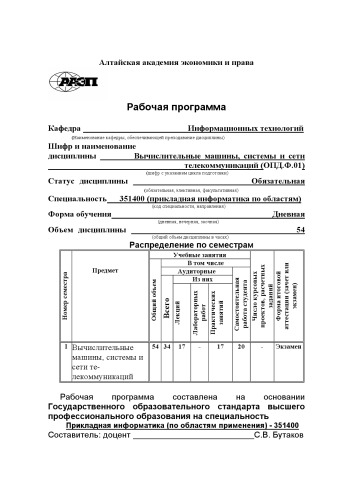 Алтайская академия экономики и права
ААЭП
Рабочая программа
Кафедра Информационных технологий
(Наименование кафедры, обеспечивающей преподавание дисциплины)
Шифр и наименование
дисциплины Вычислительные машины, системы и сети
телекоммуникаций (ОПД.Ф.01)
(шифр с указанием цикла подготовки)
Статус дисциплины Обязательная
(обязательная, элективная, факультативная)
Специальность 351400 (прикладная информатика по областям)
(код специальности, направления)
Форма обучения Дневная
(дневная, вечерняя, заочная)
Объем дисциплины 54
(общий объем дисциплины в часах)
Распределение по семестрам
Номер семестра
Предмет
Учебные занятия
Общий объем
В том числе
Аудиторные
Всего
Из них
Лекций
Лабораторных работ
Практических занятий
Самостоятельная работа студента
Число курсовых проектов, расчетных заданий
Форма итоговой аттестации (зачет или экзамен)
1 Вычислительные 54 34 17 - 17 20 - Экзамен
машины, системы и
сети те-
лекоммуникаций
Рабочая программа составлена на основании
Государственного образовательного стандарта высшего
профессионального образования на специальность
Прикладная информатика (по областям применения) - 351400
Составитель: доцент С.В. Бутаков